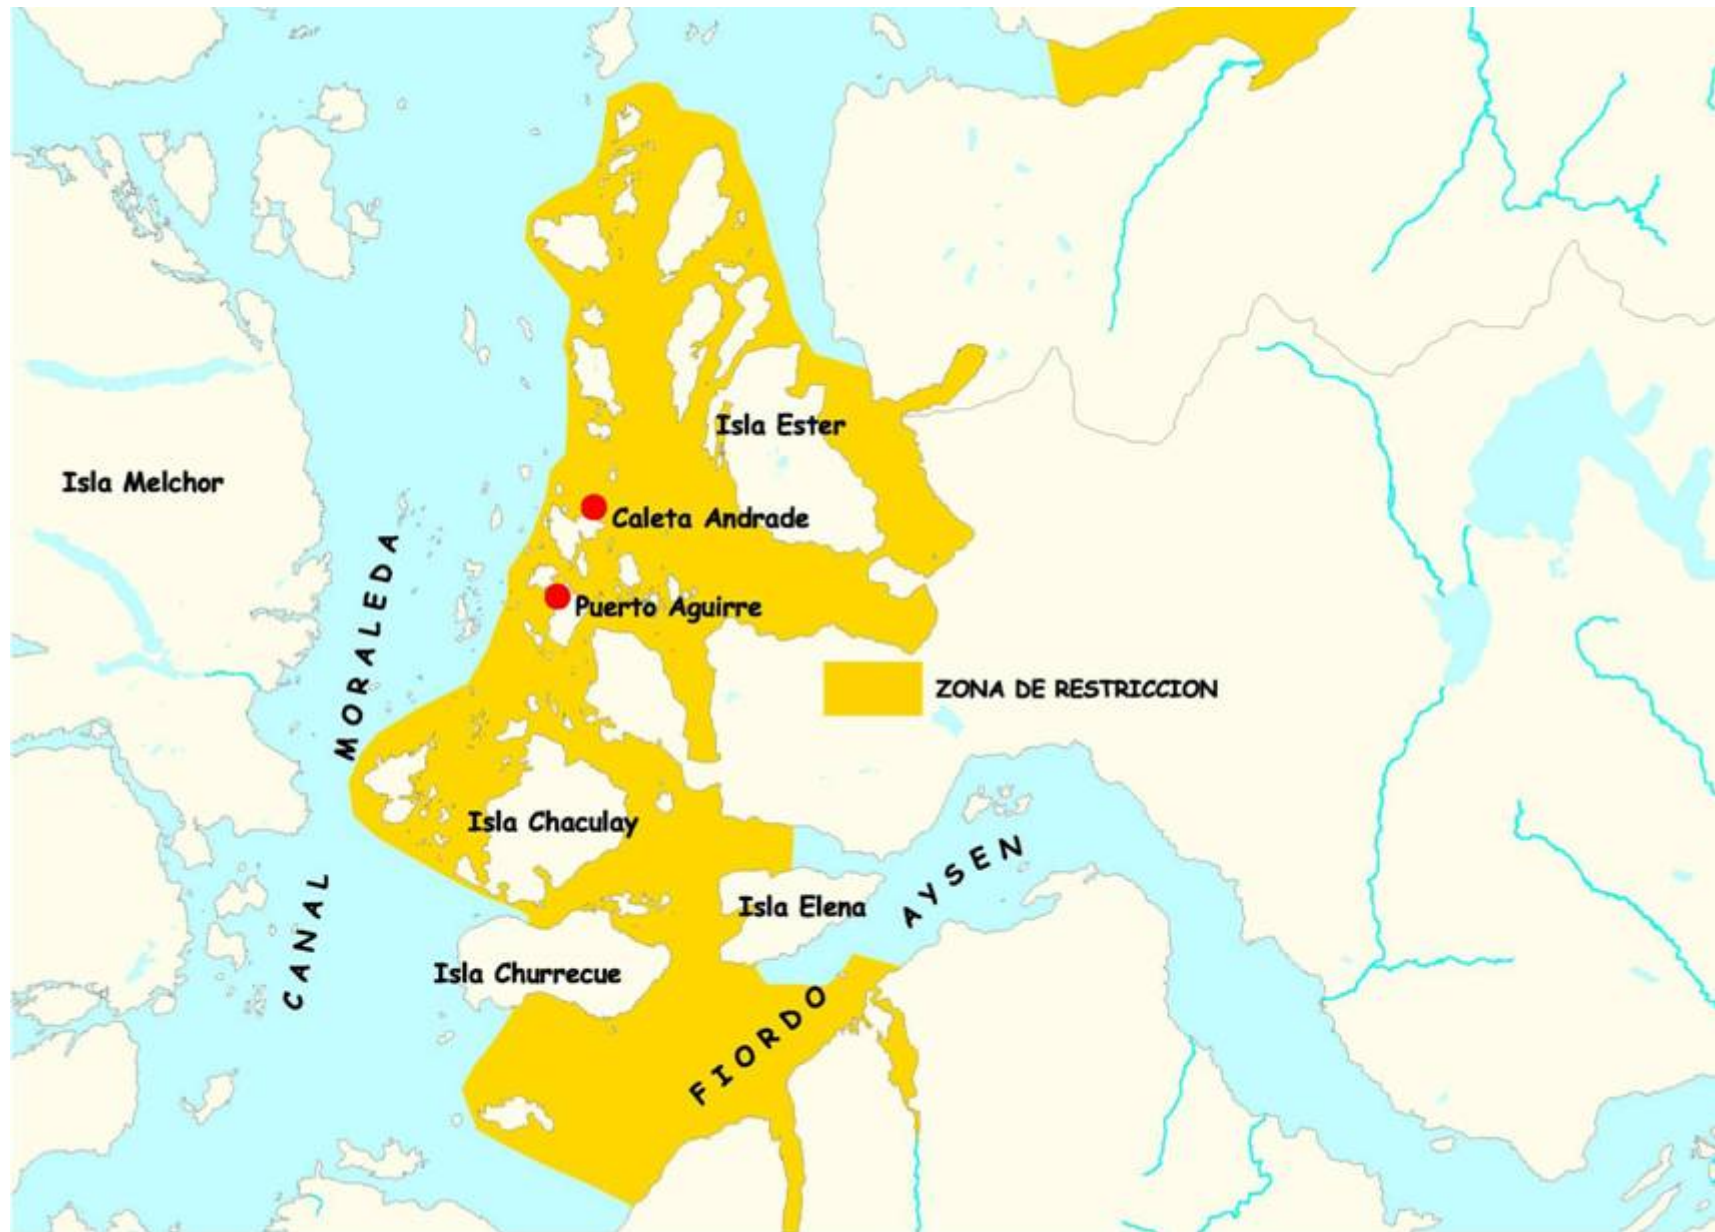 Isla Ester
Isla Melchor
Caleta Andrade
Puerto Aguirre
ZONA DE RESTRICCION
CANAL MORALEDA
Isla Chaculay
Isla Elena
Isla Churrecue
FIORDO AYSEN